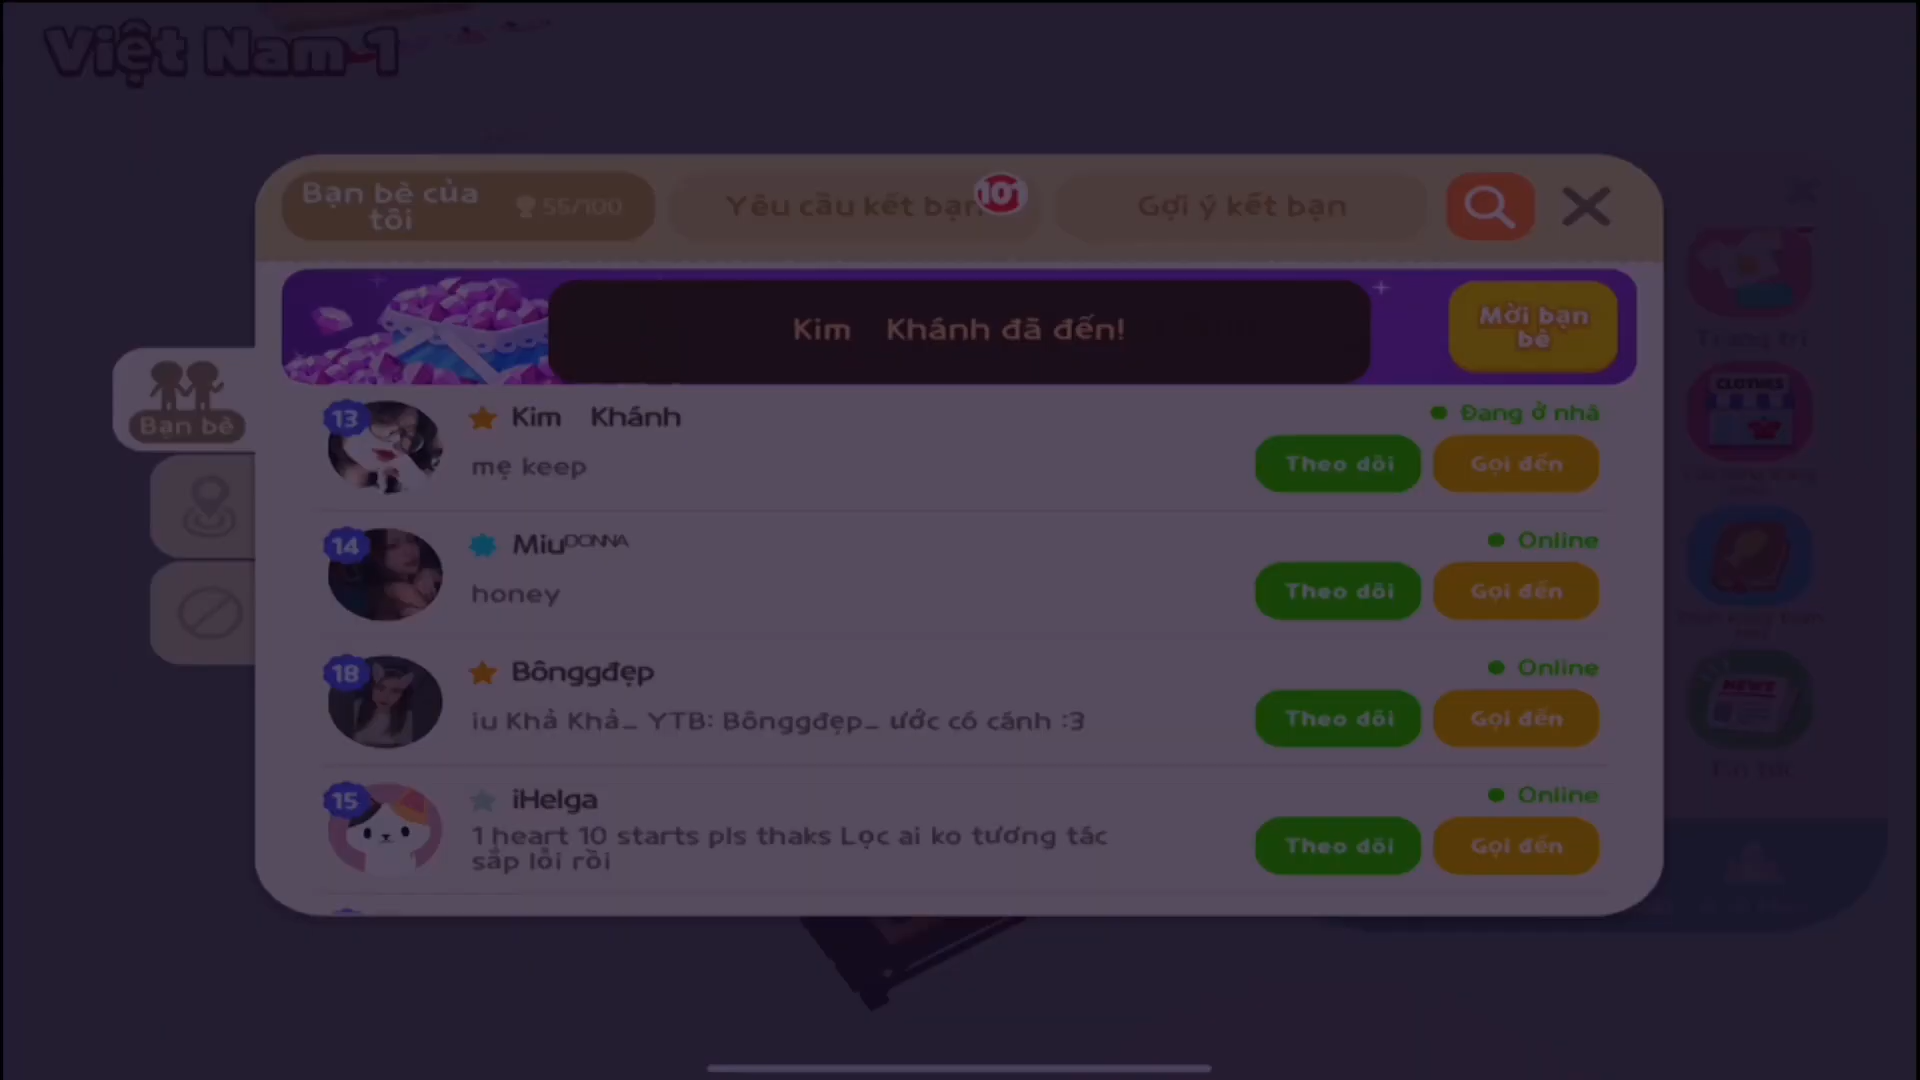 Việt Nam 1
Bạn bè của
tôi
55/100
Yêu cầu kết bạn
101
Gợi ý kết bạn
Kim Khánh đã đến!
Mời bạn
bè
Trang trí
CLOTHES
NEWS
Bạn bè
13
Kim Khánh
mẹ keep
Đang ở nhà
Theo dõi
Gọi đến
14
MiuDONNA
honey
Online
Theo dõi
Gọi đến
18
Bônggđẹp
iu Khả Khả_ YTB: Bônggđẹp_ ước có cánh :3
Online
Theo dõi
Gọi đến
15
iHelga
1 heart 10 starts pls thaks Lọc ai ko tương tác
sắp lỗi rồi
Online
Theo dõi
Gọi đến